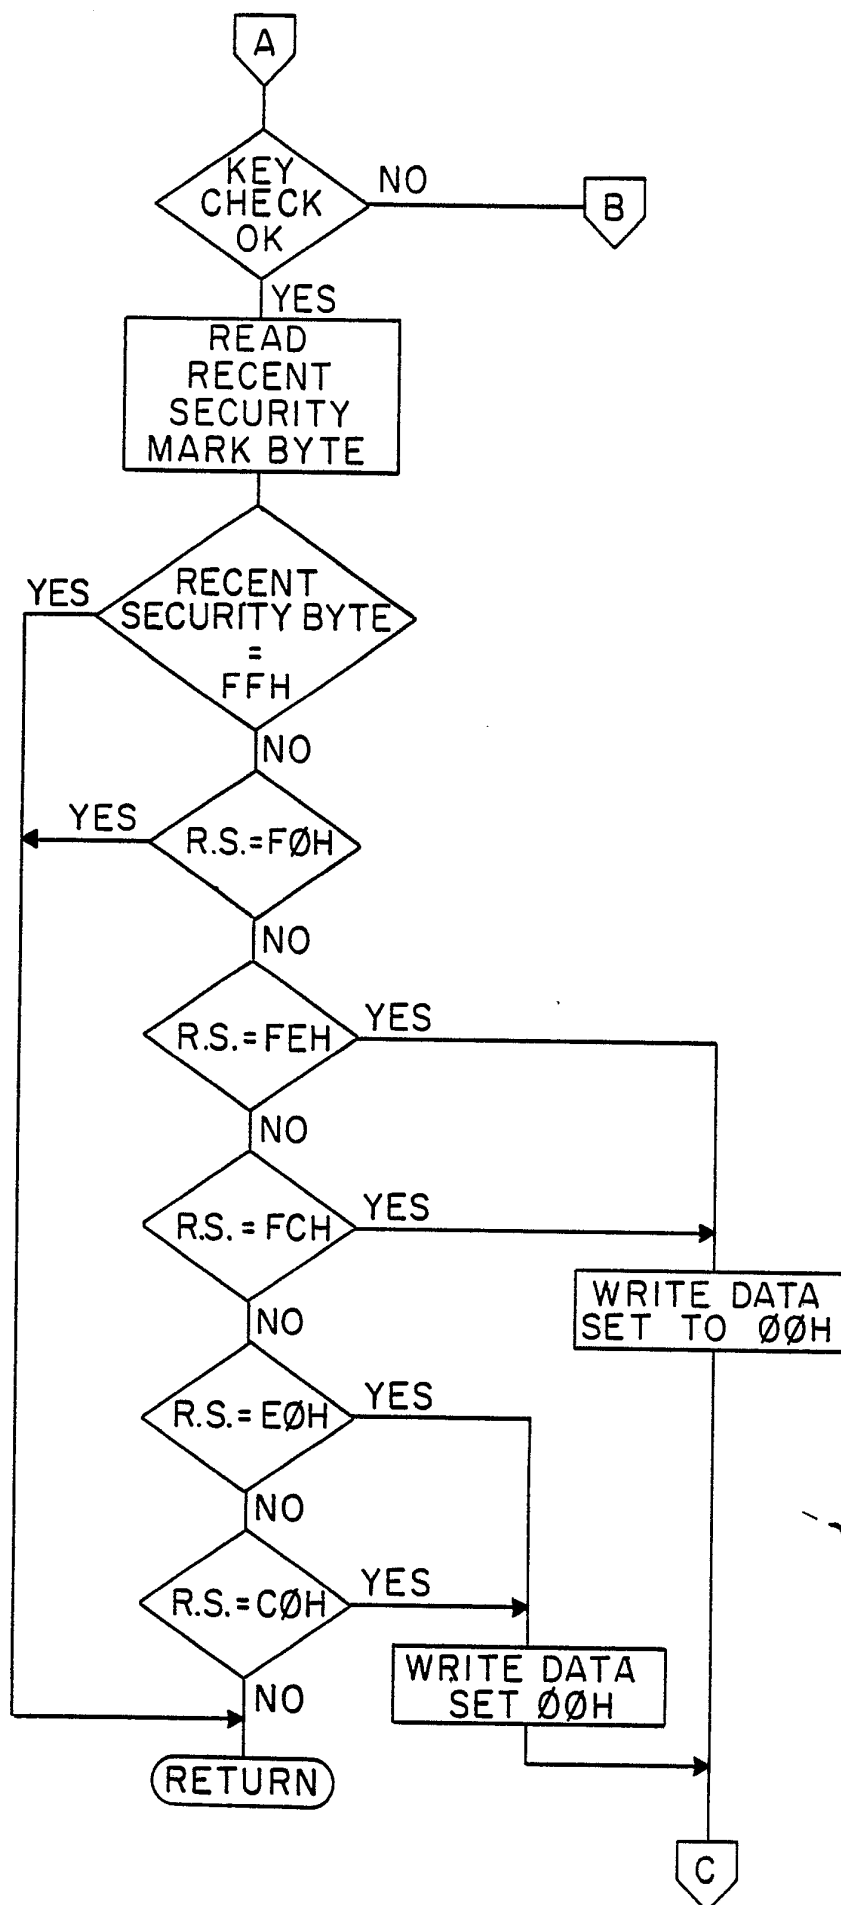 A
KEY
CHECK
OK
NO
B
YES
READ
RECENT
SECURITY
MARK BYTE
YES
RECENT
SECURITY BYTE
=
FFH
NO
YES
R.S.=FØH
NO
R.S.=FEH
YES
NO
R.S.=FCH
YES
WRITE DATA
SET TO ØØH
NO
R.S.=EØH
YES
NO
R.S.=CØH
YES
WRITE DATA
SET ØØH
NO
RETURN
C